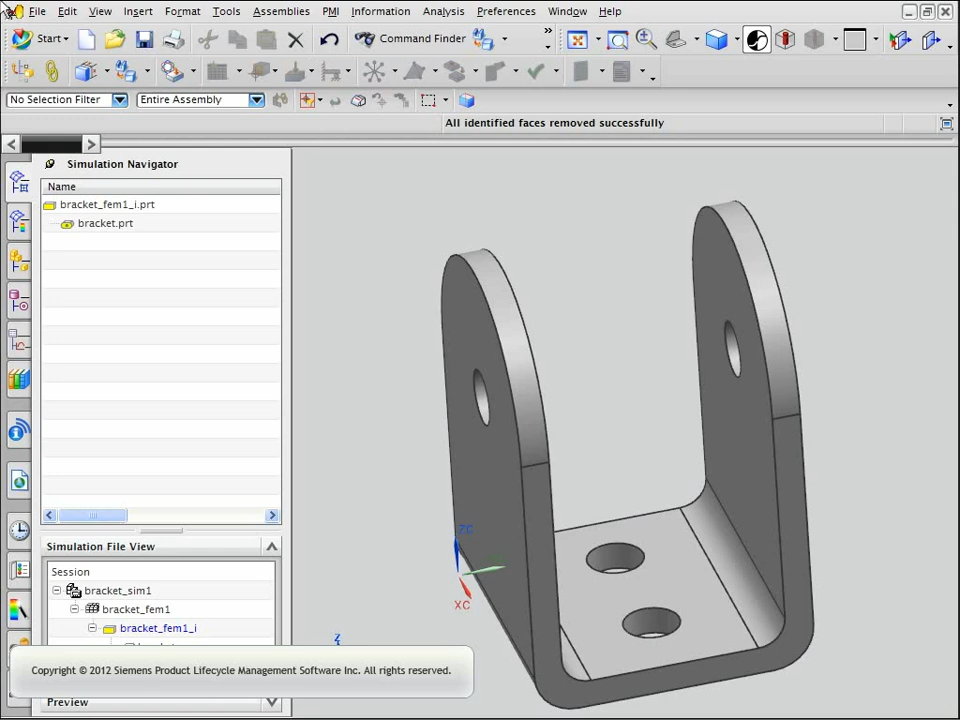 File Edit View Insert Format Tools Assemblies PMI Information Analysis Preferences Window Help
Start Command Finder
No Selection Filter Entire Assembly
All identified faces removed successfully
Simulation Navigator
Name
bracket_fem1_i.prt
bracket.prt
Simulation File View
Session
bracket_sim1
bracket_fem1
bracket_fem1_i
Copyright © 2012 Siemens Product Lifecycle Management Software Inc. All rights reserved.
Preview
XC
Z